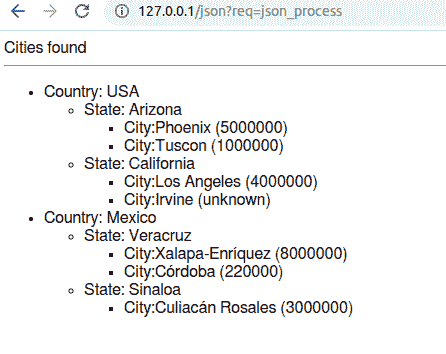 127.0.0.1/json?req=json_process
Cities found
Country: USA
State: Arizona
City:Phoenix (5000000)
City:Tuscon (1000000)
State: California
City:Los Angeles (4000000)
City:Irvine (unknown)
Country: Mexico
State: Veracruz
City:Xalapa-Enríquez (8000000)
City:Córdoba (220000)
State: Sinaloa
City:Culiacán Rosales (3000000)